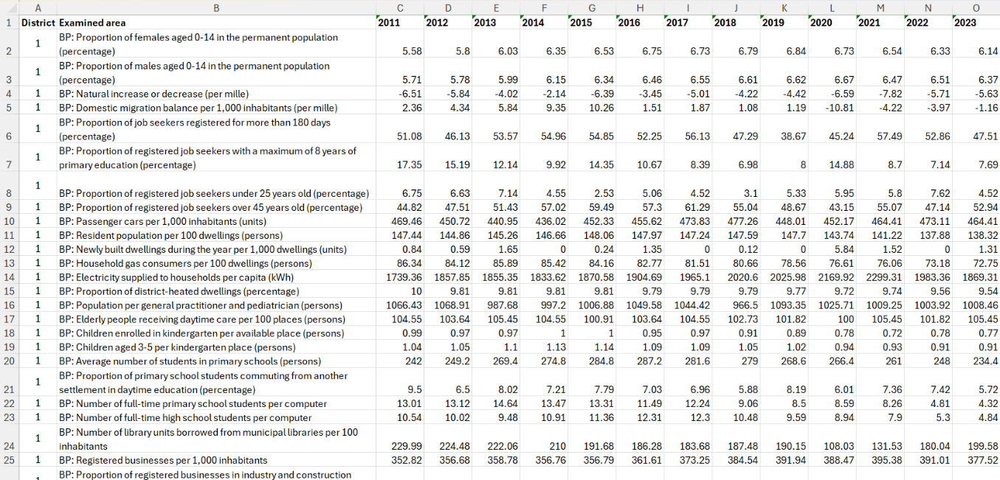 A B C D E F G H I J K L M N O
1 District Examined area 2011 2012 2013 2014 2015 2016 2017 2018 2019 2020 2021 2022 2023
BP: Proportion of females aged 0-14 in the permanent population
2 1 (percentage) 5.58 5.8 6.03 6.35 6.53 6.75 6.73 6.79 6.84 6.73 6.54 6.33 6.14
BP: Proportion of males aged 0-14 in the permanent population
3 1 (percentage) 5.71 5.78 5.99 6.15 6.34 6.46 6.55 6.61 6.62 6.67 6.47 6.51 6.37
4 1 BP: Natural increase or decrease (per mille) -6.51 -5.84 -4.02 -2.14 -6.39 -3.45 -5.01 -4.22 -4.42 -6.59 -7.82 -5.71 -5.63
5 1 BP: Domestic migration balance per 1,000 inhabitants (per mille) 2.36 4.34 5.84 9.35 10.26 1.51 1.87 1.08 1.19 -10.81 -4.22 -3.97 -1.16
BP: Proportion of job seekers registered for more than 180 days
6 1 (percentage) 51.08 46.13 53.57 54.96 54.85 52.25 56.13 47.29 38.67 45.24 57.49 52.86 47.51
BP: Proportion of registered job seekers with a maximum of 8 years of
7 1 primary education (percentage) 17.35 15.19 12.14 9.92 14.35 10.67 8.39 6.98 8 14.88 8.7 7.14 7.69
8 1 BP: Proportion of registered job seekers under 25 years old (percentage) 6.75 6.63 7.14 4.55 2.53 5.06 4.52 3.1 5.33 5.95 5.8 7.62 4.52
9 1 BP: Proportion of registered job seekers over 45 years old (percentage) 44.82 47.51 51.43 57.02 59.49 57.3 61.29 55.04 48.67 43.15 55.07 47.14 52.94
10 1 BP: Passenger cars per 1,000 inhabitants (units) 469.46 450.72 440.95 436.02 452.33 455.62 473.83 477.26 448.01 452.17 464.41 473.11 464.41
11 1 BP: Resident population per 100 dwellings (persons) 147.44 144.86 145.26 146.66 148.06 147.97 147.24 147.59 147.7 143.74 141.22 137.88 138.32
12 1 BP: Newly built dwellings during the year per 1,000 dwellings (units) 0.84 0.59 1.65 0 0.24 1.35 0 0.12 0 5.84 1.52 0 1.31
13 1 BP: Household gas consumers per 100 dwellings (persons) 86.34 84.12 85.89 85.42 84.16 82.77 81.51 80.66 78.56 76.61 76.06 73.18 72.75
14 1 BP: Electricity supplied to households per capita (kWh) 1739.36 1857.85 1855.35 1833.62 1870.58 1904.69 1965.1 2020.6 2025.98 2169.92 2299.31 1983.36 1869.31
15 1 BP: Proportion of district-heated dwellings (percentage) 10 9.81 9.81 9.81 9.81 9.79 9.79 9.79 9.77 9.72 9.74 9.56 9.54
16 1 BP: Population per general practitioner and pediatrician (persons) 1066.43 1068.91 987.68 997.2 1006.88 1049.58 1044.42 966.5 1093.35 1025.71 1009.25 1003.92 1008.46
17 1 BP: Elderly people receiving daytime care per 100 places (persons) 104.55 103.64 105.45 104.55 100.91 103.64 104.55 102.73 101.82 100 105.45 101.82 105.45
18 1 BP: Children enrolled in kindergarten per available place (persons) 0.99 0.97 0.97 1 1 0.95 0.97 0.91 0.89 0.78 0.72 0.78 0.77
19 1 BP: Children aged 3-5 per kindergarten place (persons) 1.04 1.05 1.1 1.13 1.14 1.09 1.09 1.05 1.02 0.94 0.93 0.91 0.91
20 1 BP: Average number of students in primary schools (persons) 242 249.2 269.4 274.8 284.8 287.2 281.6 279 268.6 266.4 261 248 234.4
BP: Proportion of primary school students commuting from another
21 1 settlement in daytime education (percentage) 9.5 6.5 8.02 7.21 7.79 7.03 6.96 5.88 8.19 6.01 7.36 7.42 5.72
22 1 BP: Number of full-time primary school students per computer 13.01 13.12 14.64 13.47 13.31 11.49 12.24 9.06 8.5 8.59 8.26 4.81 4.32
23 1 BP: Number of full-time high school students per computer 10.54 10.02 9.48 10.91 11.36 12.31 12.3 10.48 9.59 8.94 7.9 5.3 4.84
BP: Number of library units borrowed from municipal libraries per 100
24 1 inhabitants 229.99 224.48 222.06 210 191.68 186.28 183.68 187.48 190.15 108.03 131.53 180.04 199.58
25 1 BP: Registered businesses per 1,000 inhabitants 352.82 356.68 358.78 356.76 356.79 361.61 373.25 384.54 391.94 388.47 395.38 391.01 377.52
BP: Proportion of registered businesses in industry and construction